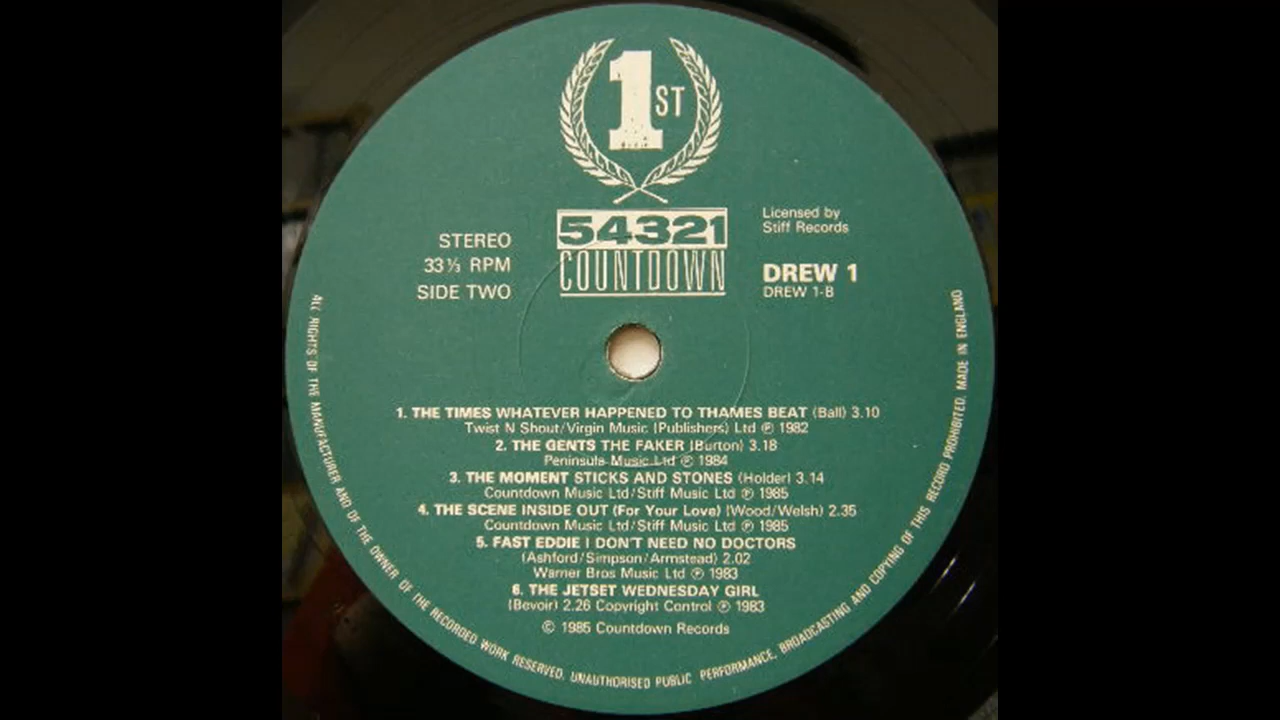 1ST
54321
COUNTDOWN
STEREO
33⅓ RPM
SIDE TWO
Licensed by
Stiff Records
DREW 1
DREW 1-B
1. THE TIMES WHATEVER HAPPENED TO THAMES BEAT (Ball) 3.10
Twist N Shout/Virgin Music (Publishers) Ltd ℗ 1982
2. THE GENTS THE FAKER (Burton) 3.18
Peninsula Music Ltd ℗ 1984
3. THE MOMENT STICKS AND STONES (Holder) 3.14
Countdown Music Ltd/Stiff Music Ltd ℗ 1985
4. THE SCENE INSIDE OUT (For Your Love) (Wood/Welsh) 2.35
Countdown Music Ltd/Stiff Music Ltd ℗ 1985
5. FAST EDDIE I DON'T NEED NO DOCTORS
(Ashford/Simpson/Armstead) 2.02
Warner Bros Music Ltd ℗ 1983
6. THE JETSET WEDNESDAY GIRL
(Bevoir) 2.26 Copyright Control ℗ 1983
© 1985 Countdown Records
ALL RIGHTS OF THE MANUFACTURER AND OF THE OWNER OF THE RECORDED WORK RESERVED. UNAUTHORISED PUBLIC PERFORMANCE, BROADCASTING AND COPYING OF THIS RECORD PROHIBITED. MADE IN ENGLAND